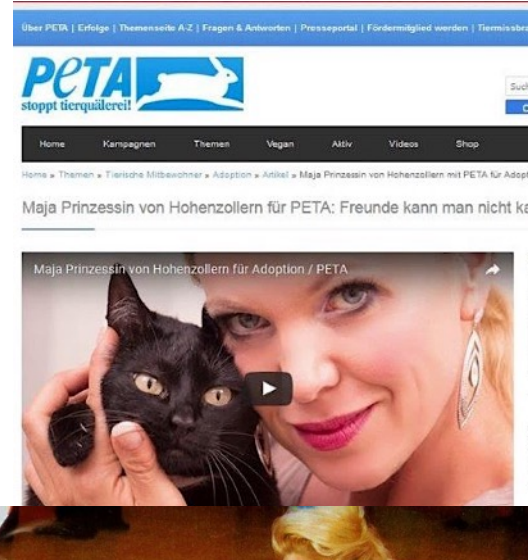 Über PETA | Erfolge | Themenseite A-Z | Fragen & Antworten | Presseportal | Fördermitglied werden | Tiermissbra
PETA
stoppt tierquälerei!
Such
Home Kampagnen Themen Vegan Aktiv Videos Shop
Home » Themen » Tierische Mitbewohner » Adoption » Artikel » Maja Prinzessin von Hohenzollern mit PETA für Adopt
Maja Prinzessin von Hohenzollern für PETA: Freunde kann man nicht ka
Maja Prinzessin von Hohenzollern für Adoption / PETA